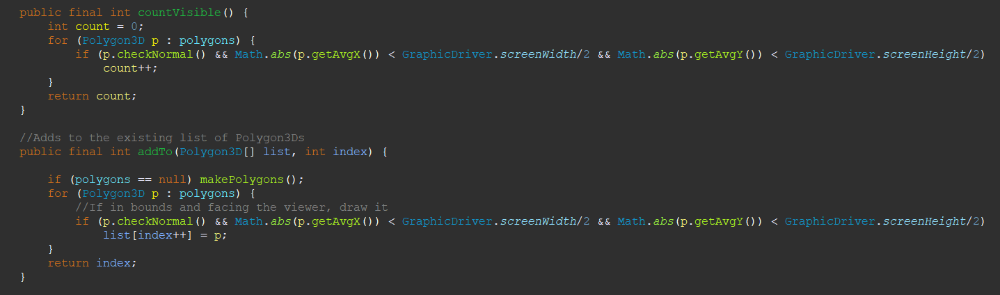 public final int countVisible() {
    int count = 0;
    for (Polygon3D p : polygons) {
        if (p.checkNormal() && Math.abs(p.getAvgX()) < GraphicDriver.screenWidth/2 && Math.abs(p.getAvgY()) < GraphicDriver.screenHeight/2)
            count++;
    }
    return count;
}
//Adds to the existing list of Polygon3Ds
public final int addTo(Polygon3D[] list, int index) {
    if (polygons == null) makePolygons();
    for (Polygon3D p : polygons) {
        //If in bounds and facing the viewer, draw it
        if (p.checkNormal() && Math.abs(p.getAvgX()) < GraphicDriver.screenWidth/2 && Math.abs(p.getAvgY()) < GraphicDriver.screenHeight/2)
            list[index++] = p;
    }
    return index;
}